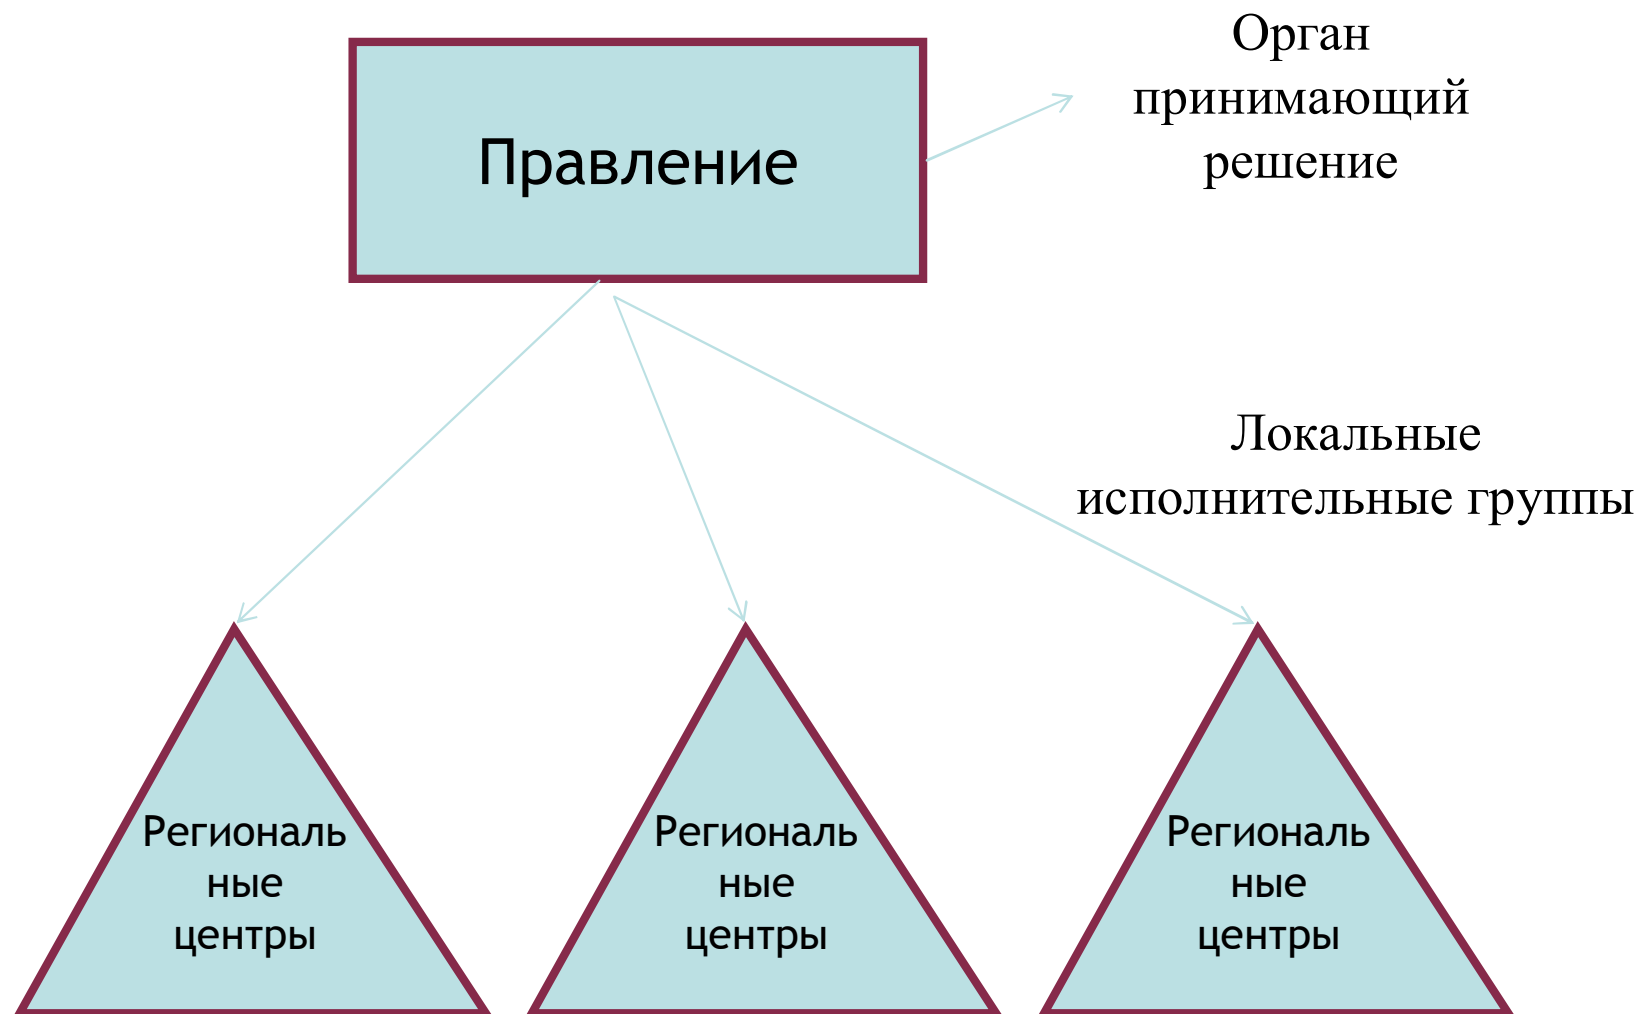 Орган
принимающий
решение
Правление
Локальные
исполнительные группы
Региональ
ные
центры
Региональ
ные
центры
Региональ
ные
центры